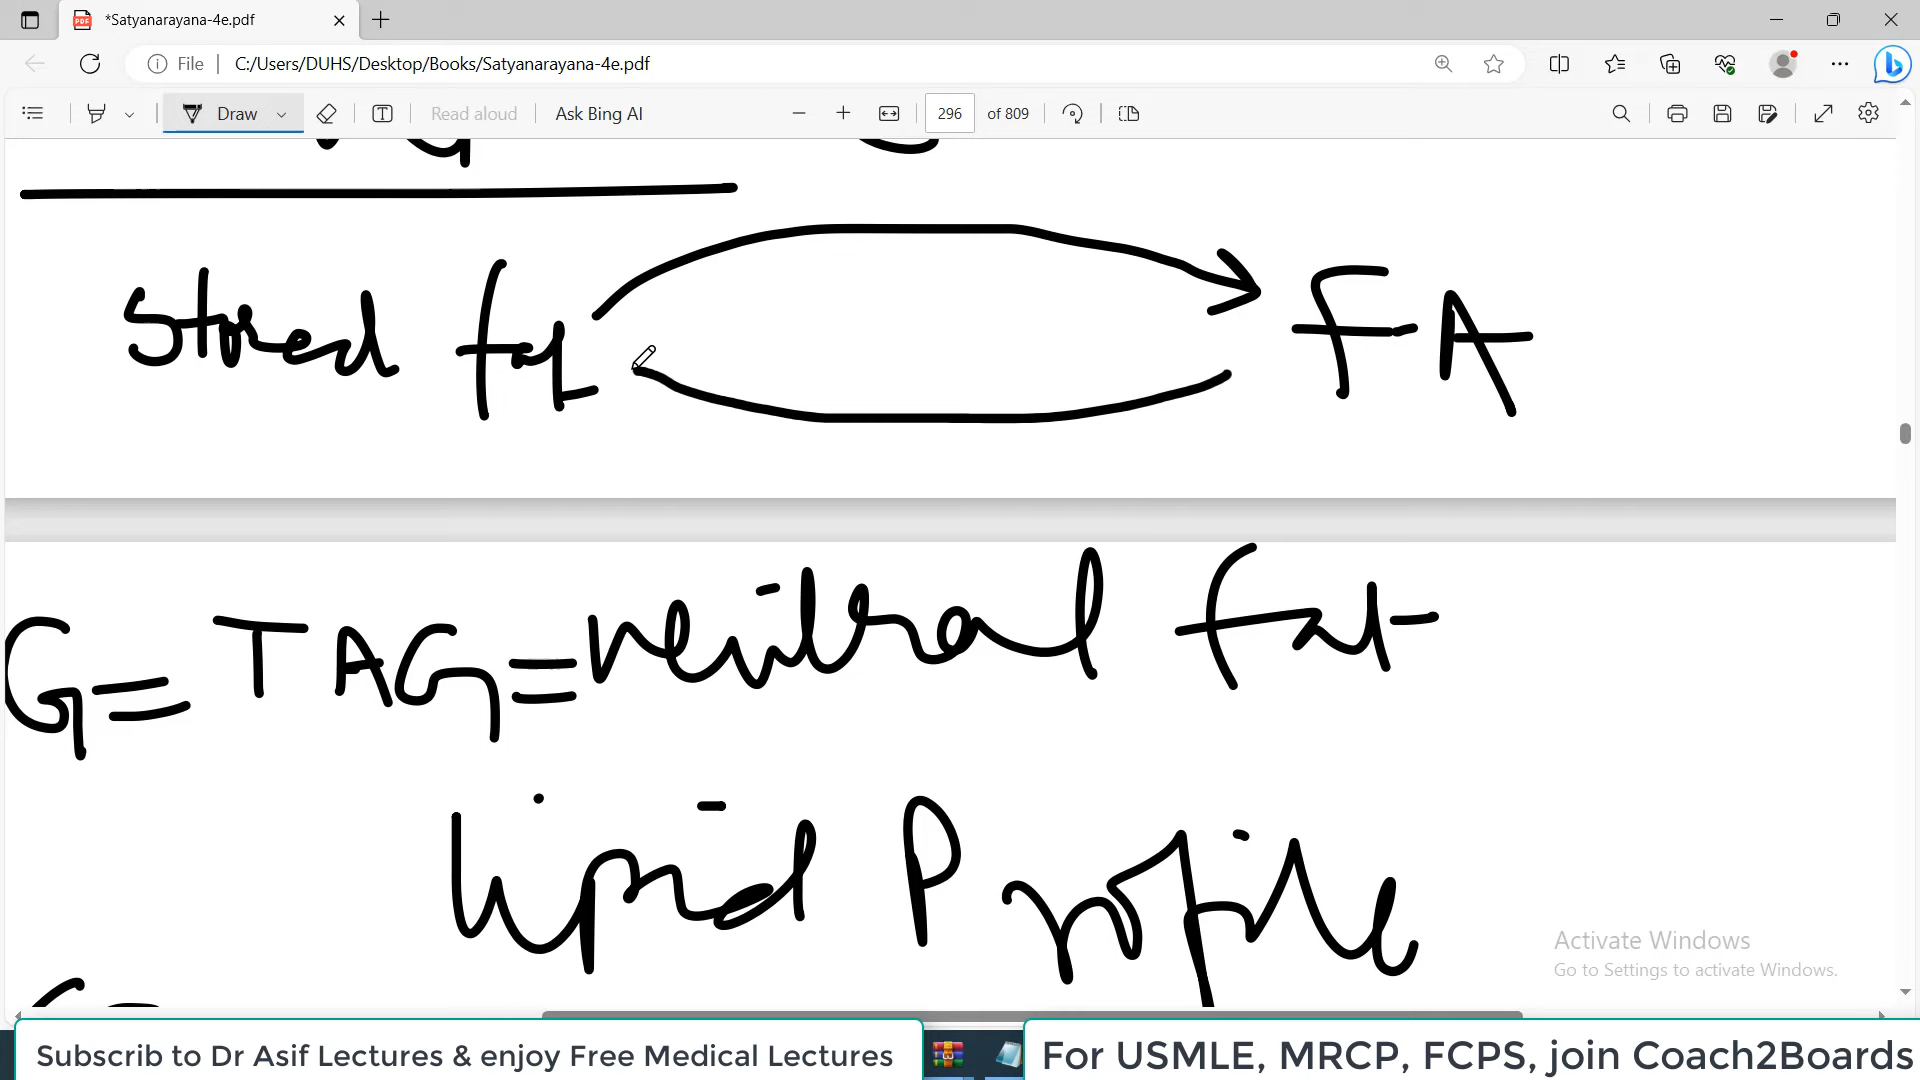 *Satyanarayana-4e.pdf
File C:/Users/DUHS/Desktop/Books/Satyanarayana-4e.pdf
Draw Read aloud Ask Bing AI 296 of 809
Stored fat FA
G = TAG = neutral fat
lipid Profile
Activate Windows
Go to Settings to activate Windows.
Subscrib to Dr Asif Lectures & enjoy Free Medical Lectures
For USMLE, MRCP, FCPS, join Coach2Boards